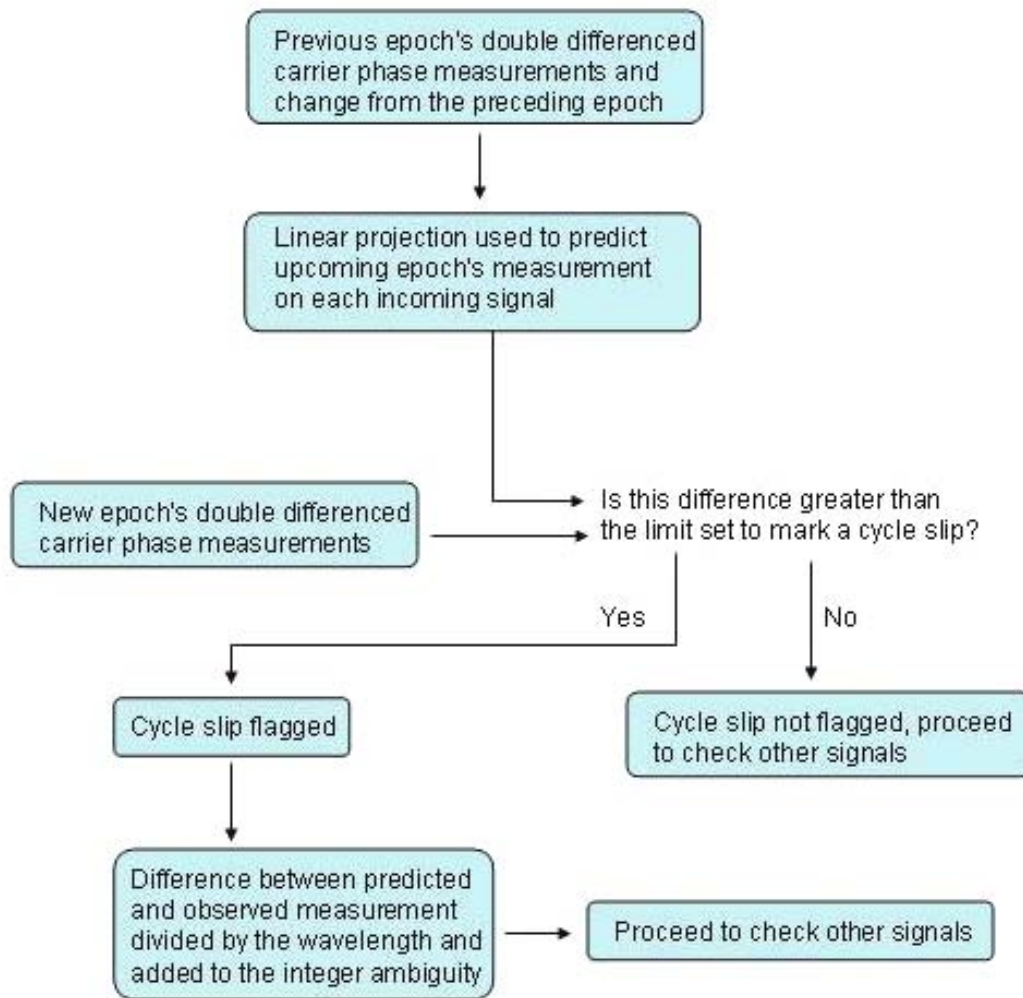 Previous epoch's double differenced
carrier phase measurements and
change from the preceding epoch
Linear projection used to predict
upcoming epoch's measurement
on each incoming signal
New epoch's double differenced
carrier phase measurements
Is this difference greater than
the limit set to mark a cycle slip?
Yes
No
Cycle slip flagged
Cycle slip not flagged, proceed
to check other signals
Difference between predicted
and observed measurement
divided by the wavelength and
added to the integer ambiguity
Proceed to check other signals